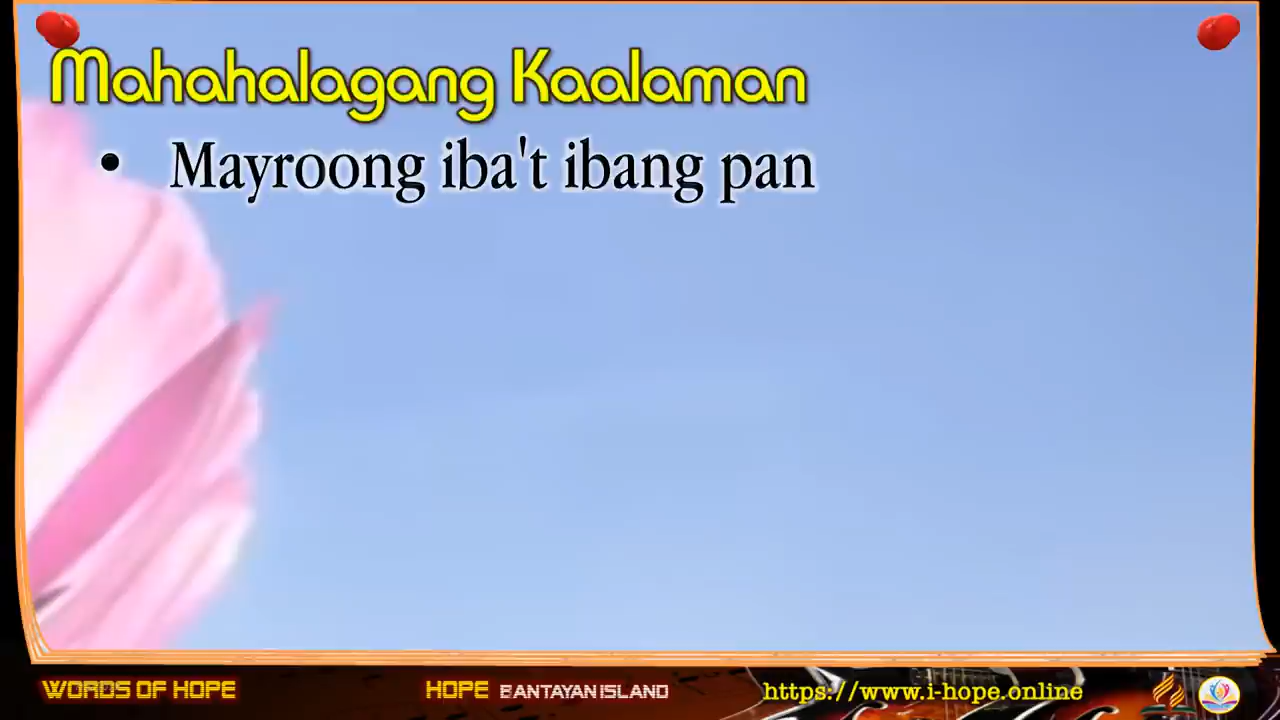 Mahahalagang Kaalaman
• Mayroong iba't ibang pan
WORDS OF HOPE HOPE BANTAYAN ISLAND https://www.i-hope.online